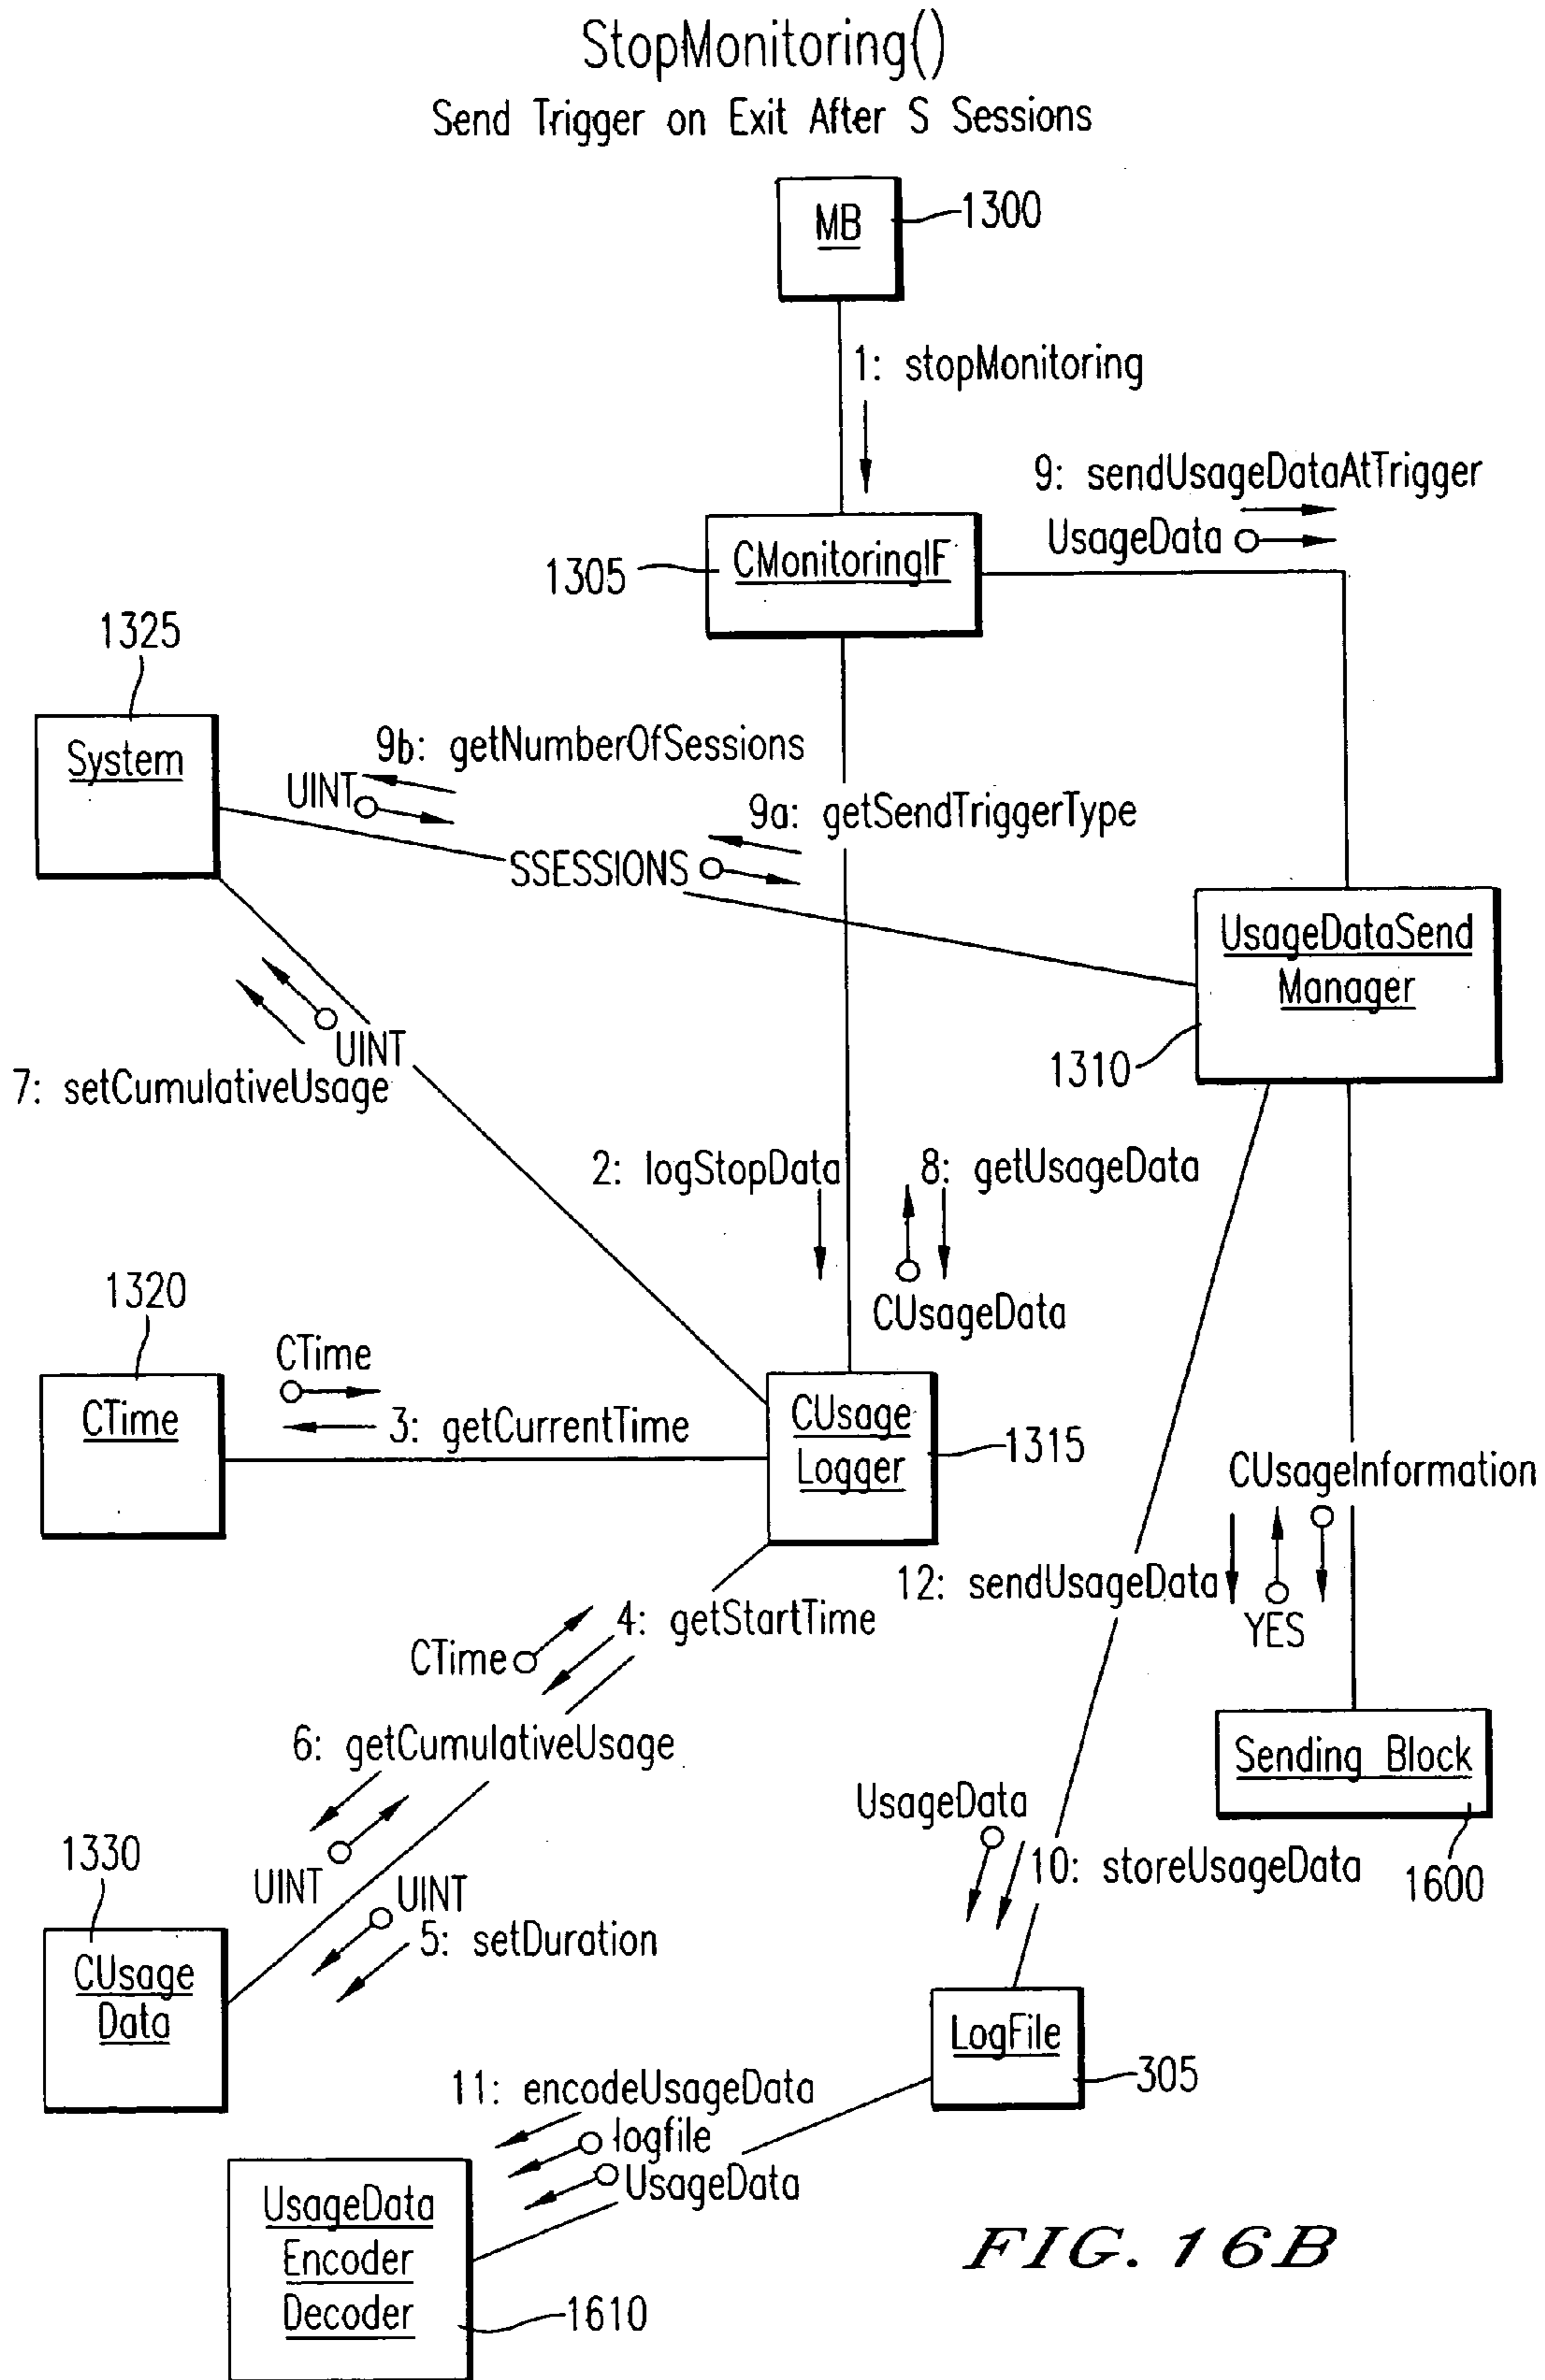 StopMonitoring()
Send Trigger on Exit After S Sessions
MB
1300
1: stopMonitoring
9: sendUsageDataAtTrigger
UsageData
CMonitoringIF
1305
1325
System
9b: getNumberOfSessions
UINT
9a: getSendTriggerType
SSESSIONS
UsageDataSend
Manager
1310
UINT
7: setCumulativeUsage
2: logStopData
8: getUsageData
CUsageData
1320
CTime
CTime
3: getCurrentTime
CUsage
Logger
1315
CUsageInformation
12: sendUsageData
YES
4: getStartTime
CTime
6: getCumulativeUsage
Sending Block
1600
UsageData
10: storeUsageData
1330
UINT
UINT
5: setDuration
CUsage
Data
LogFile
305
11: encodeUsageData
logfile
UsageData
UsageData
Encoder
Decoder
1610
FIG. 16B